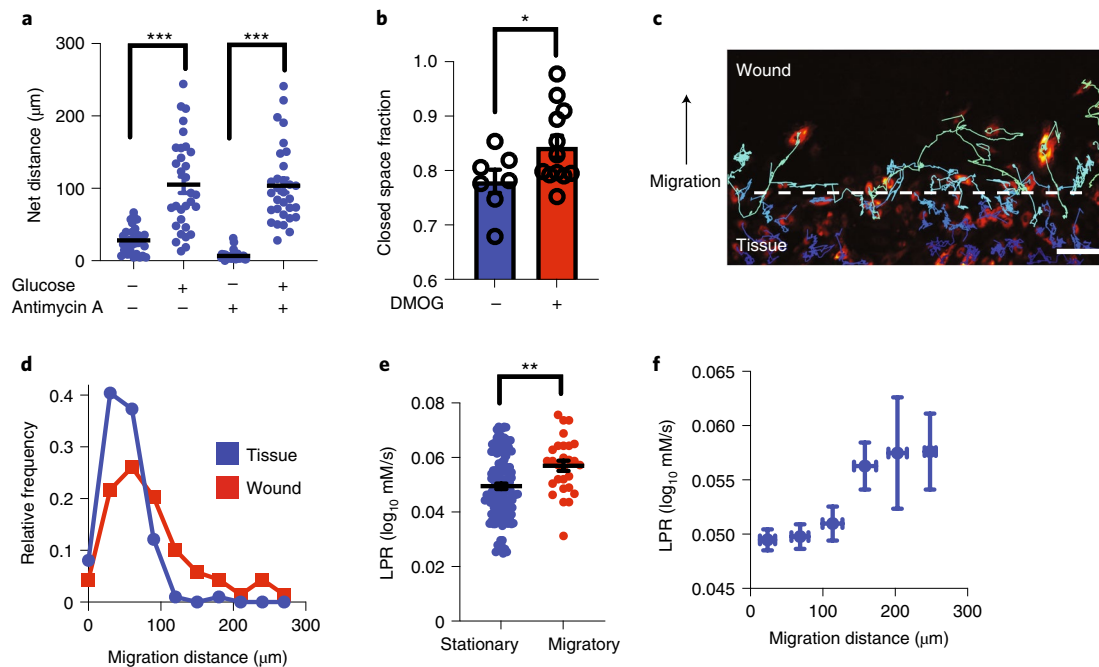 a
***
***
300
200
100
0
Net distance (μm)
Glucose
– + – +
Antimycin A
– – + +
b
*
1.0
0.9
0.8
0.7
0.6
Closed space fraction
DMOG
– +
c
Wound
Migration
Tissue
d
0.4
0.3
0.2
0.1
0
Relative frequency
Tissue
Wound
0 100 200 300
Migration distance (μm)
e
**
0.08
0.06
0.04
0.02
0
LPR (log10 mM/s)
Stationary Migratory
f
0.065
0.060
0.055
0.050
0.045
LPR (log10 mM/s)
0 100 200 300
Migration distance (μm)